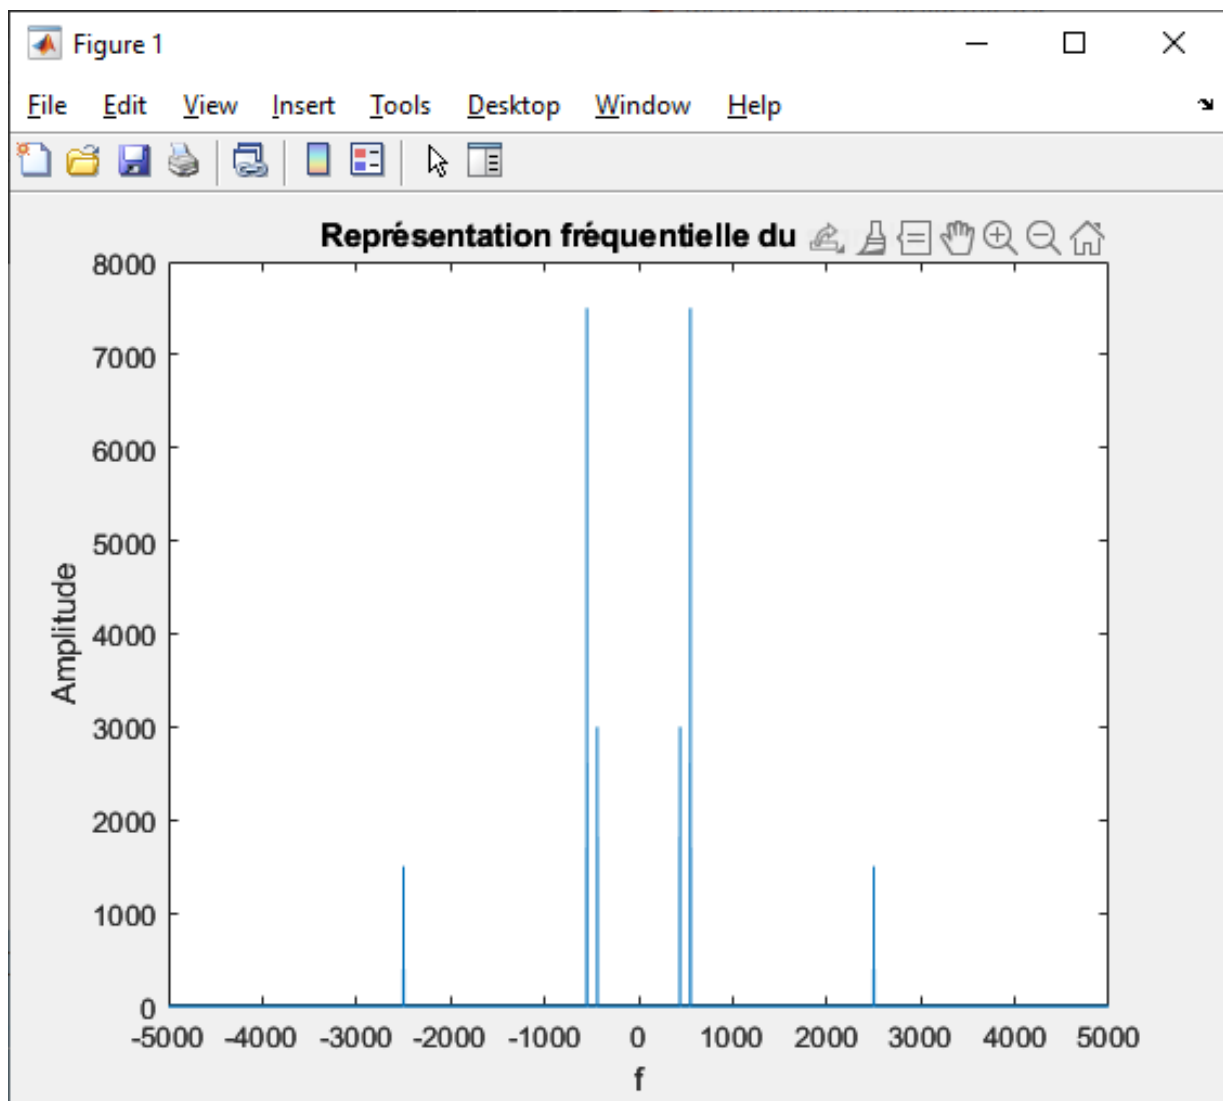 Figure 1
File Edit View Insert Tools Desktop Window Help
Représentation fréquentielle du
8000
7000
6000
5000
4000
3000
2000
1000
0
Amplitude
-5000 -4000 -3000 -2000 -1000 0 1000 2000 3000 4000 5000
f